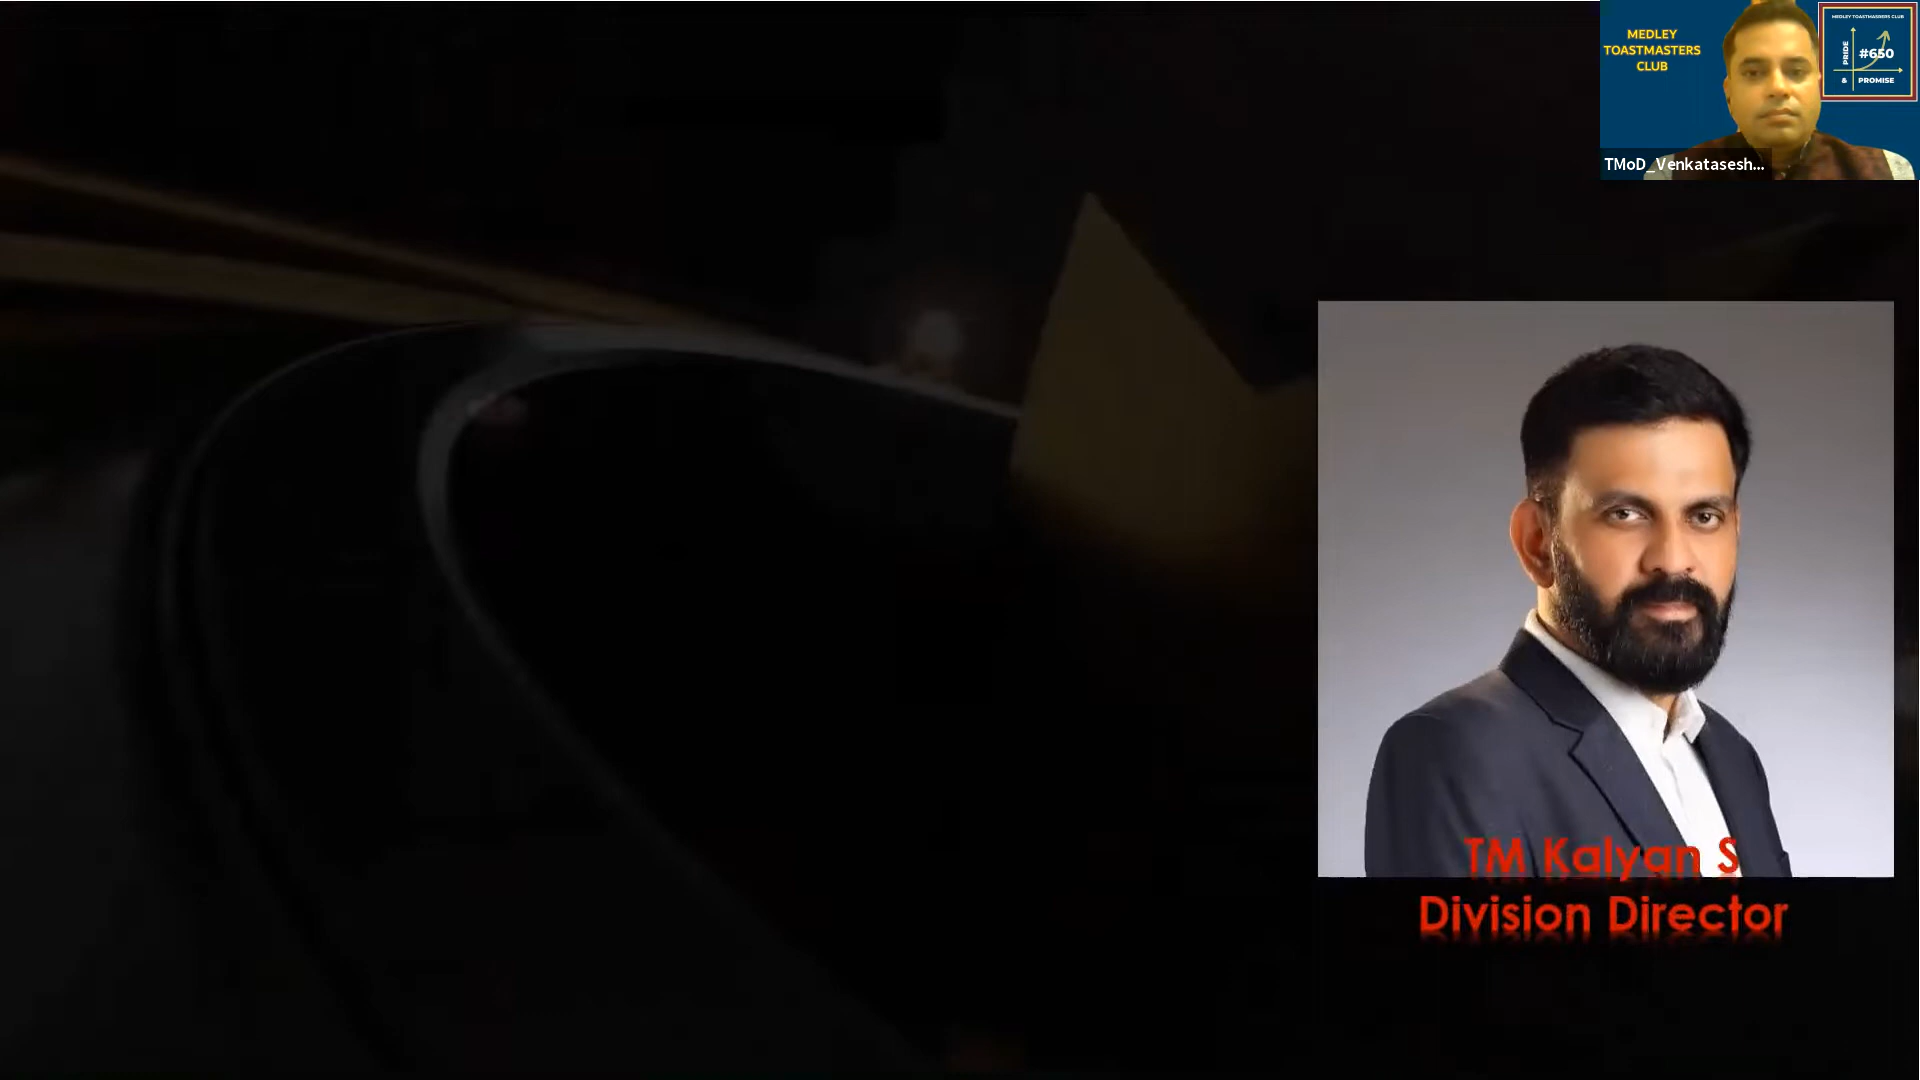 MEDLEY
TOASTMASTERS
CLUB
MEDLEY TOASTMASTERS CLUB
PRIDE
#650
&
PROMISE
TMoD_Venkatasesh...
TM Kalyan S
Division Director